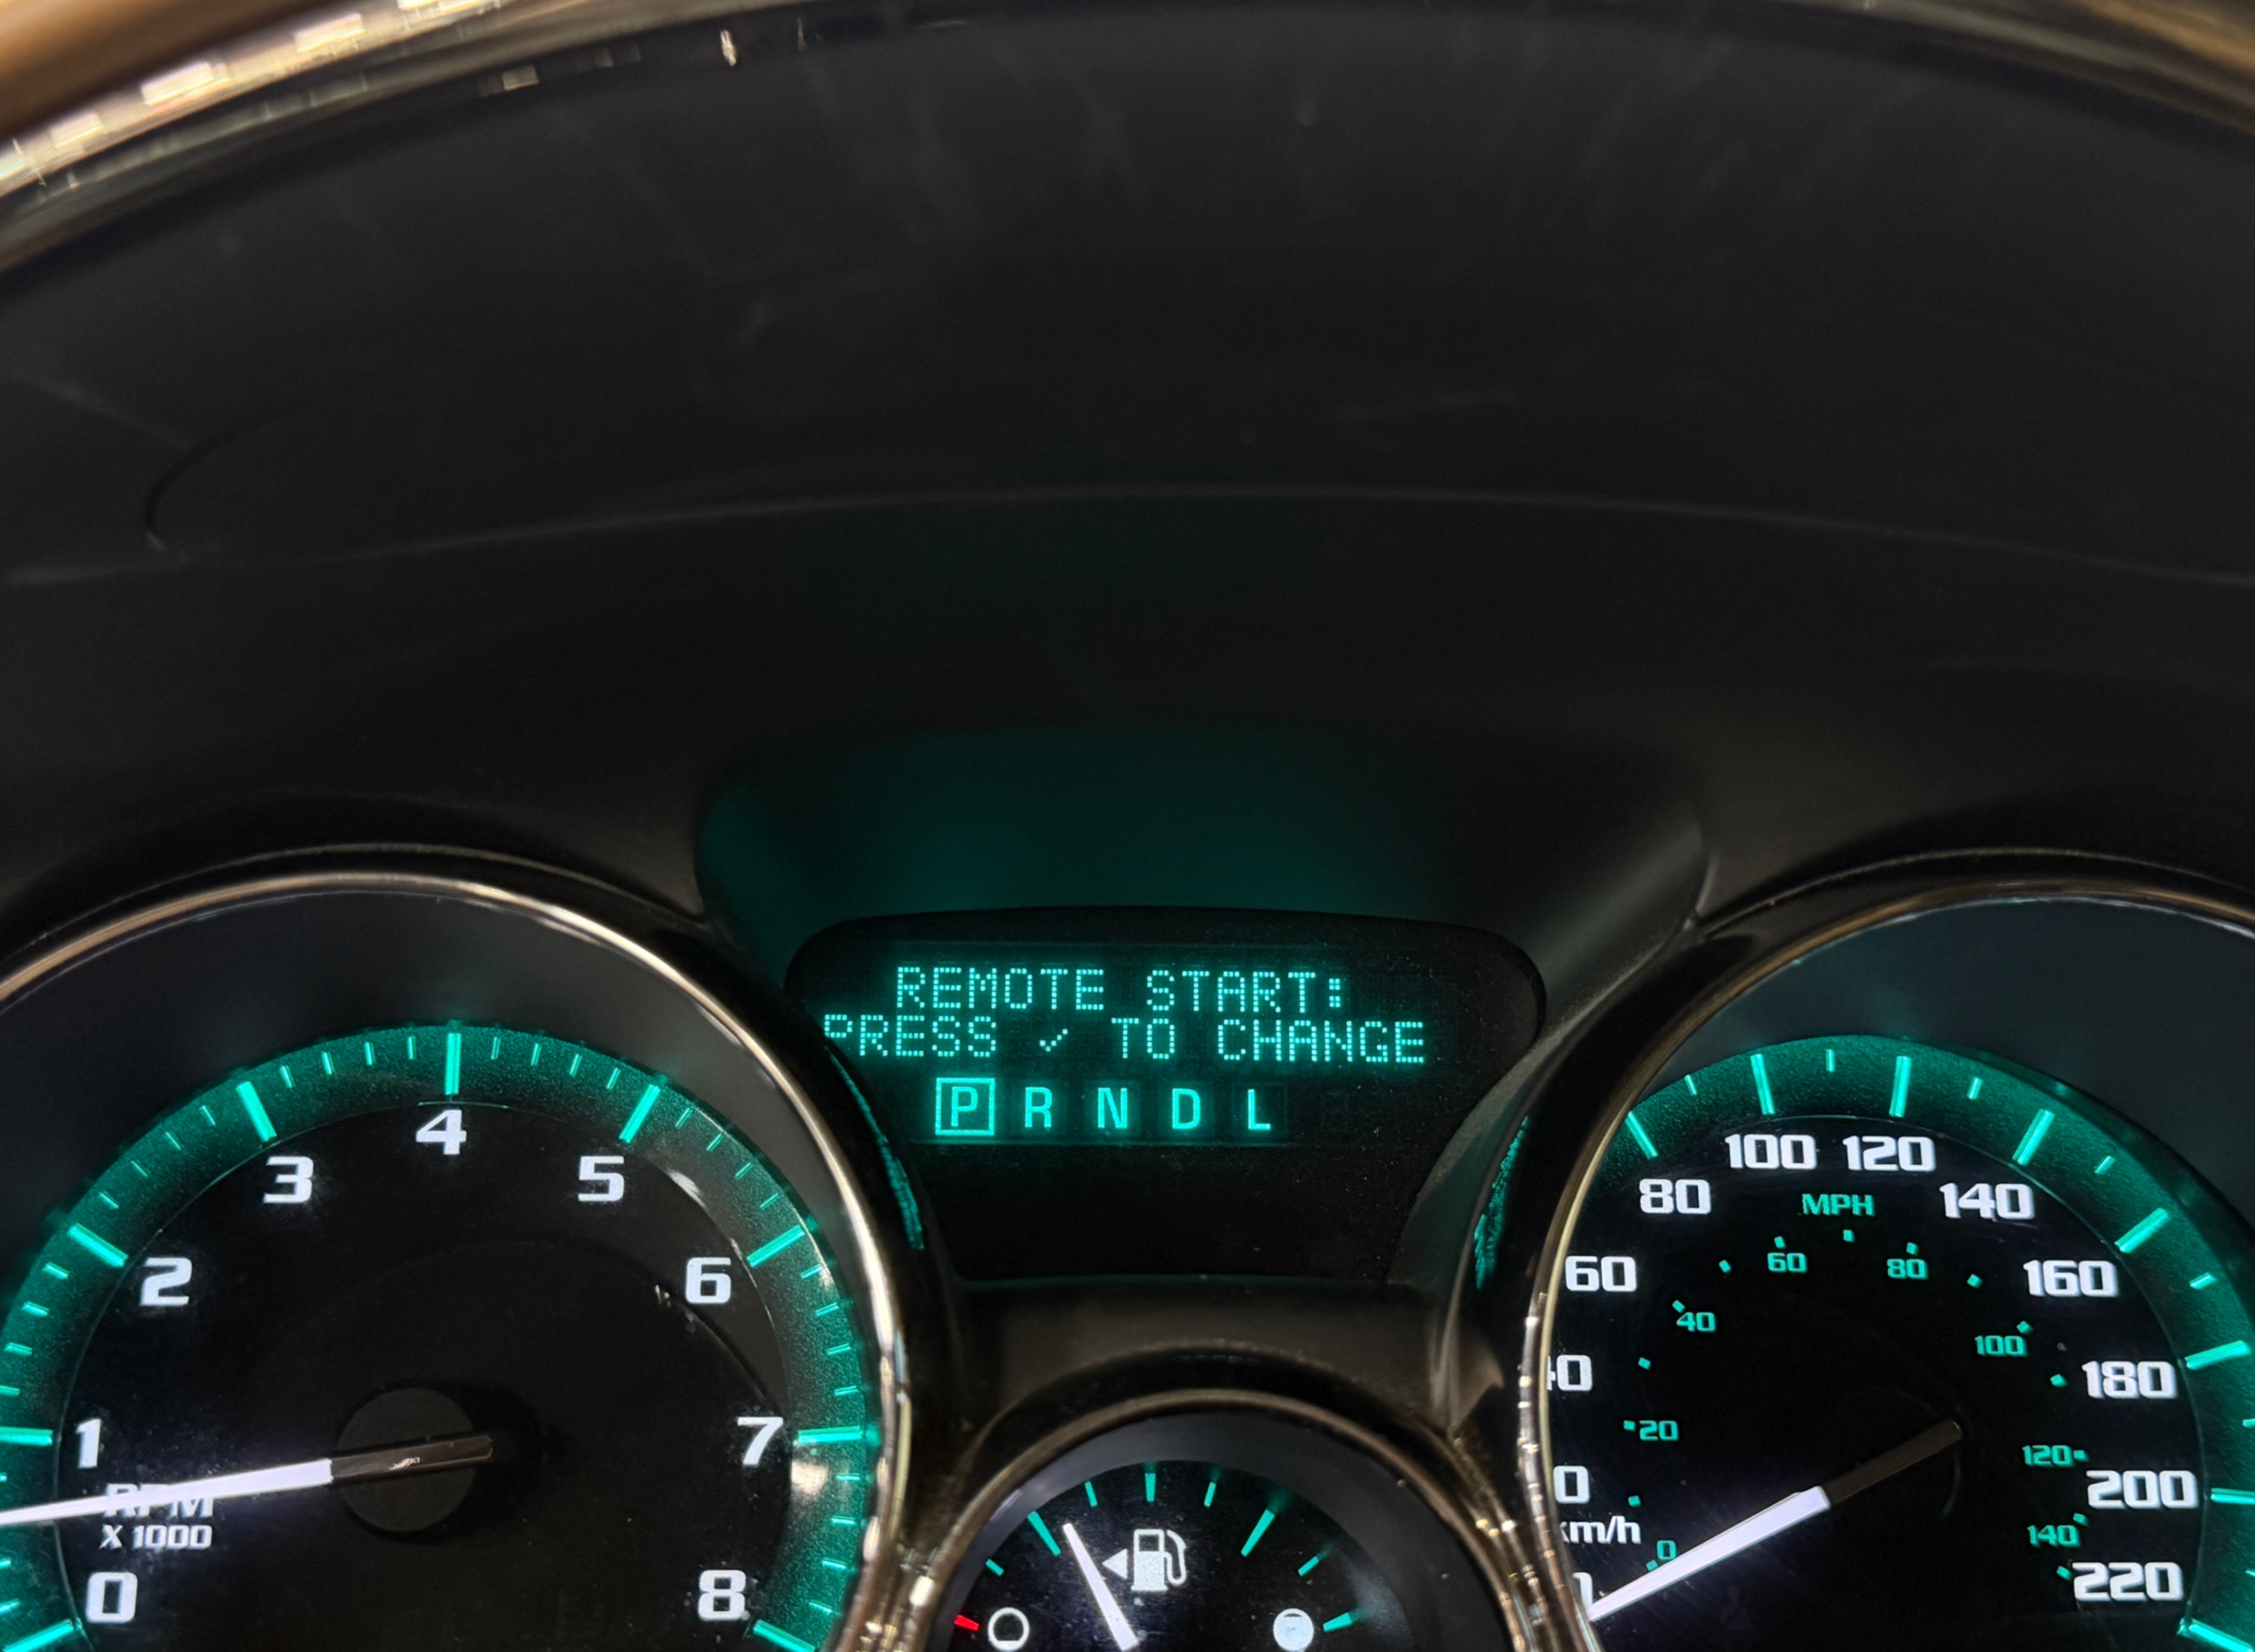 REMOTE START:
PRESS ✓ TO CHANGE
P R N D L
4
3 5
2 6
1 7
RPM
X 1000
0 8
100 120
80 140
MPH
60 160
60 80
40 100
180
20 120
200
km/h
0 140
220